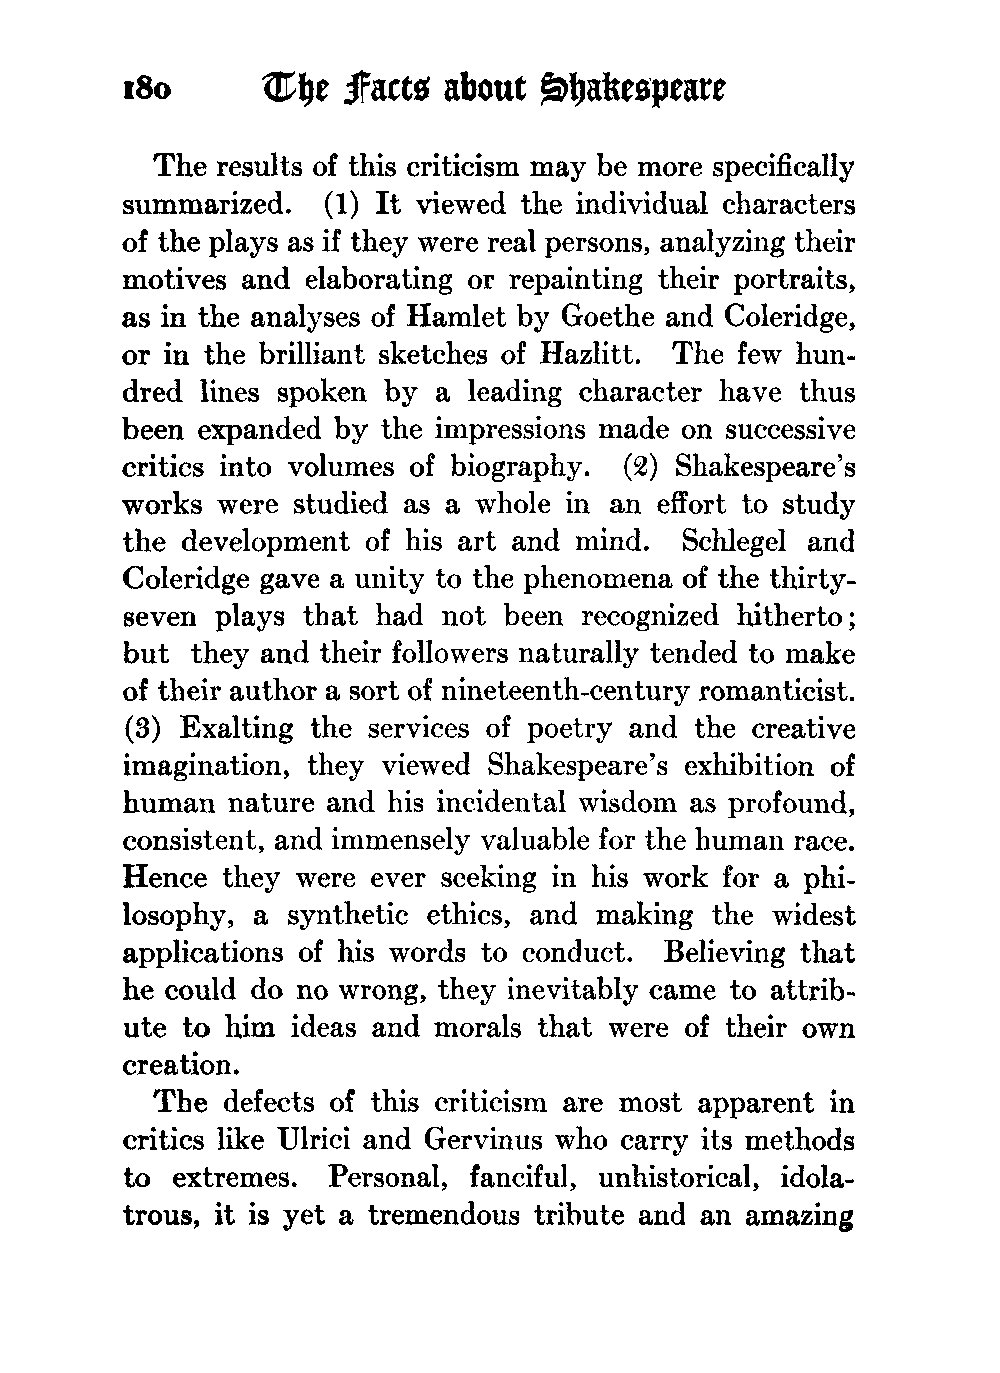 180 The Facts about Shakespeare
The results of this criticism may be more specifically
summarized. (1) It viewed the individual characters
of the plays as if they were real persons, analyzing their
motives and elaborating or repainting their portraits,
as in the analyses of Hamlet by Goethe and Coleridge,
or in the brilliant sketches of Hazlitt. The few hun-
dred lines spoken by a leading character have thus
been expanded by the impressions made on successive
critics into volumes of biography. (2) Shakespeare's
works were studied as a whole in an effort to study
the development of his art and mind. Schlegel and
Coleridge gave a unity to the phenomena of the thirty-
seven plays that had not been recognized hitherto;
but they and their followers naturally tended to make
of their author a sort of nineteenth-century romanticist.
(3) Exalting the services of poetry and the creative
imagination, they viewed Shakespeare's exhibition of
human nature and his incidental wisdom as profound,
consistent, and immensely valuable for the human race.
Hence they were ever seeking in his work for a phi-
losophy, a synthetic ethics, and making the widest
applications of his words to conduct. Believing that
he could do no wrong, they inevitably came to attrib-
ute to him ideas and morals that were of their own
creation.
The defects of this criticism are most apparent in
critics like Ulrici and Gervinus who carry its methods
to extremes. Personal, fanciful, unhistorical, idola-
trous, it is yet a tremendous tribute and an amazing